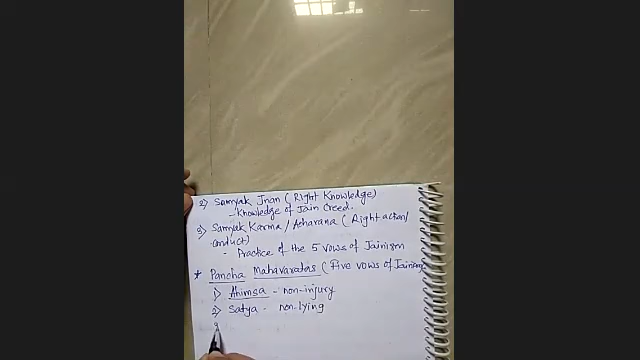 2) Samyak Jnan (Right Knowledge)
- Knowledge of Jain Creed.
3) Samyak Karma/Acharana (Right action/
conduct)
- Practice of the 5 vows of Jainism
* Pancha Mahavaratas (Five vows of Jainism
1) Ahimsa - non-injury
2) Satya - non-lying